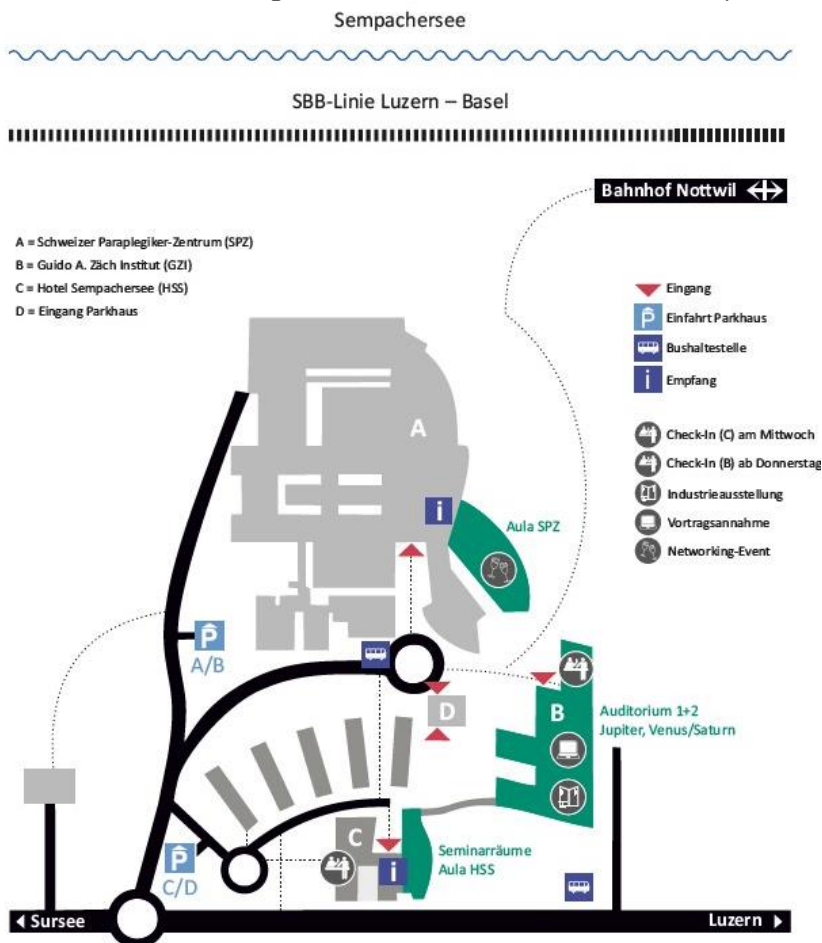 Sempachersee
SBB-Linie Luzern – Basel
Bahnhof Nottwil
A = Schweizer Paraplegiker-Zentrum (SPZ)
B = Guido A. Zäch Institut (GZI)
C = Hotel Sempachersee (HSS)
D = Eingang Parkhaus
Eingang
P Einfahrt Parkhaus
Bushaltestelle
i Empfang
Check-In (C) am Mittwoch
Check-In (B) ab Donnerstag
Industrieausstellung
Vortragsannahme
Networking-Event
A
i
Aula SPZ
P
A/B
D
B
Auditorium 1+2
Jupiter, Venus/Saturn
C
i
Seminarräume
Aula HSS
P
C/D
Sursee
Luzern